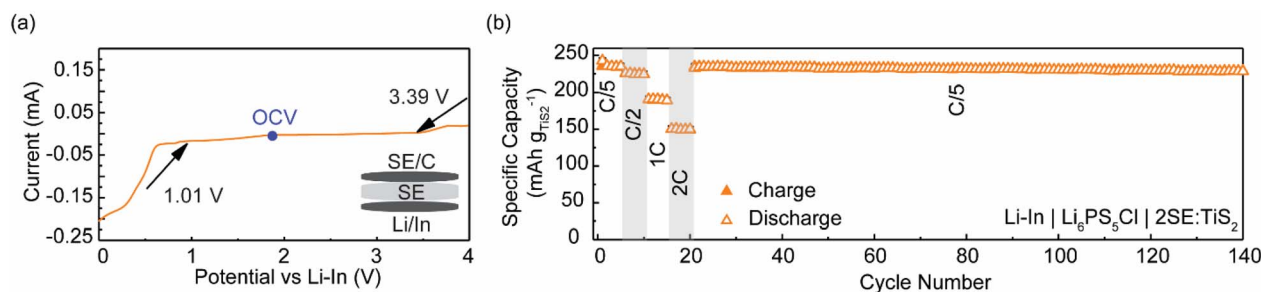 (a)
0.15
0.05
-0.05
-0.15
-0.25
Current (mA)
OCV
3.39 V
1.01 V
SE/C
SE
Li/In
0 1 2 3 4
Potential vs Li-In (V)
(b)
250
200
150
100
50
0
Specific Capacity
(mAh g_TiS2^-1)
C/5
C/2
1C
2C
C/5
Charge
Discharge
Li-In | Li₆PS₅Cl | 2SE:TiS₂
0 20 40 60 80 100 120 140
Cycle Number